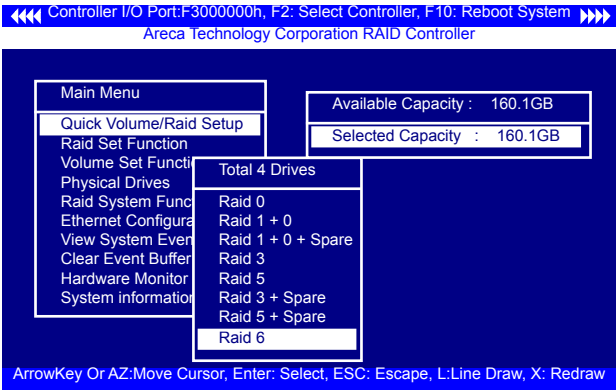 Controller I/O Port:F3000000h, F2: Select Controller, F10: Reboot System
Areca Technology Corporation RAID Controller
Main Menu
Quick Volume/Raid Setup
Raid Set Function
Volume Set Functi
Physical Drives
Raid System Func
Ethernet Configura
View System Even
Clear Event Buffer
Hardware Monitor
System information
Available Capacity : 160.1GB
Selected Capacity : 160.1GB
Total 4 Drives
Raid 0
Raid 1 + 0
Raid 1 + 0 + Spare
Raid 3
Raid 5
Raid 3 + Spare
Raid 5 + Spare
Raid 6
ArrowKey Or AZ:Move Cursor, Enter: Select, ESC: Escape, L:Line Draw, X: Redraw